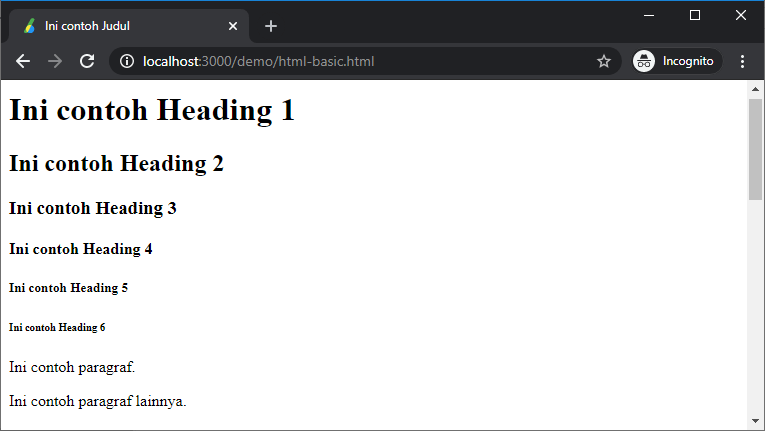 Ini contoh Judul
localhost:3000/demo/html-basic.html
Incognito
Ini contoh Heading 1
Ini contoh Heading 2
Ini contoh Heading 3
Ini contoh Heading 4
Ini contoh Heading 5
Ini contoh Heading 6
Ini contoh paragraf.
Ini contoh paragraf lainnya.